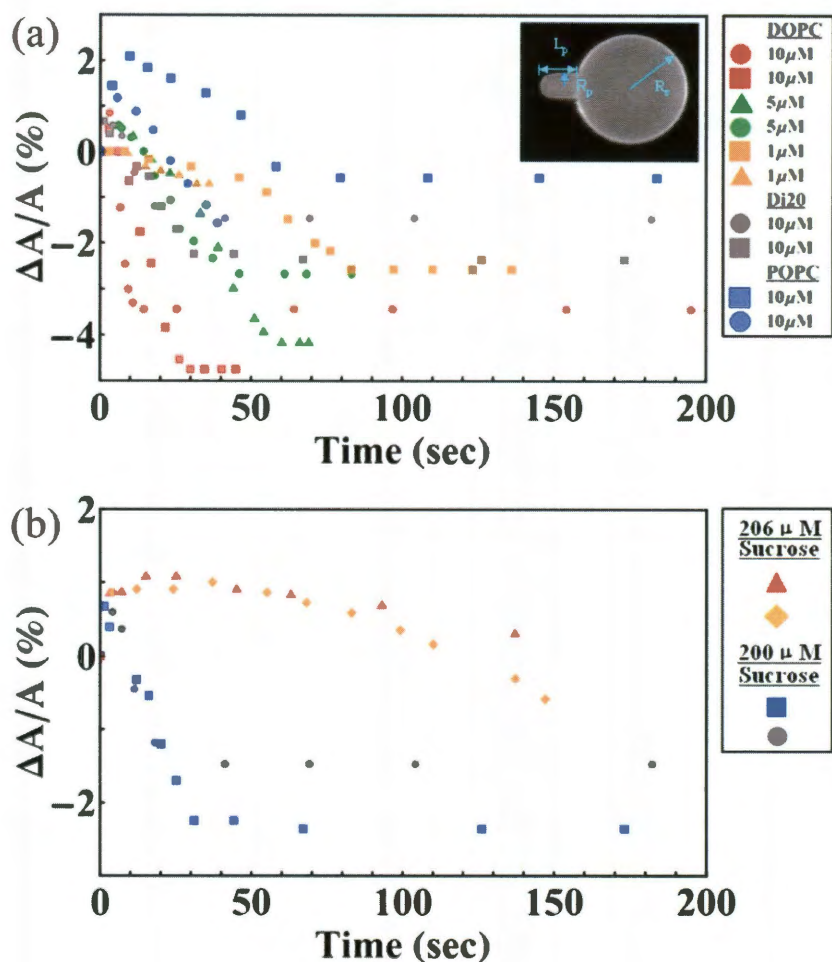 (a)
2
0
−2
−4
ΔA/A (%)
0 50 100 150 200
Time (sec)
Lp
Rp
Rv
DOPC
10μM
10μM
5μM
5μM
1μM
1μM
Di20
10μM
10μM
POPC
10μM
10μM
(b)
2
0
−2
ΔA/A (%)
0 50 100 150 200
Time (sec)
206 μ M
Sucrose
200 μ M
Sucrose